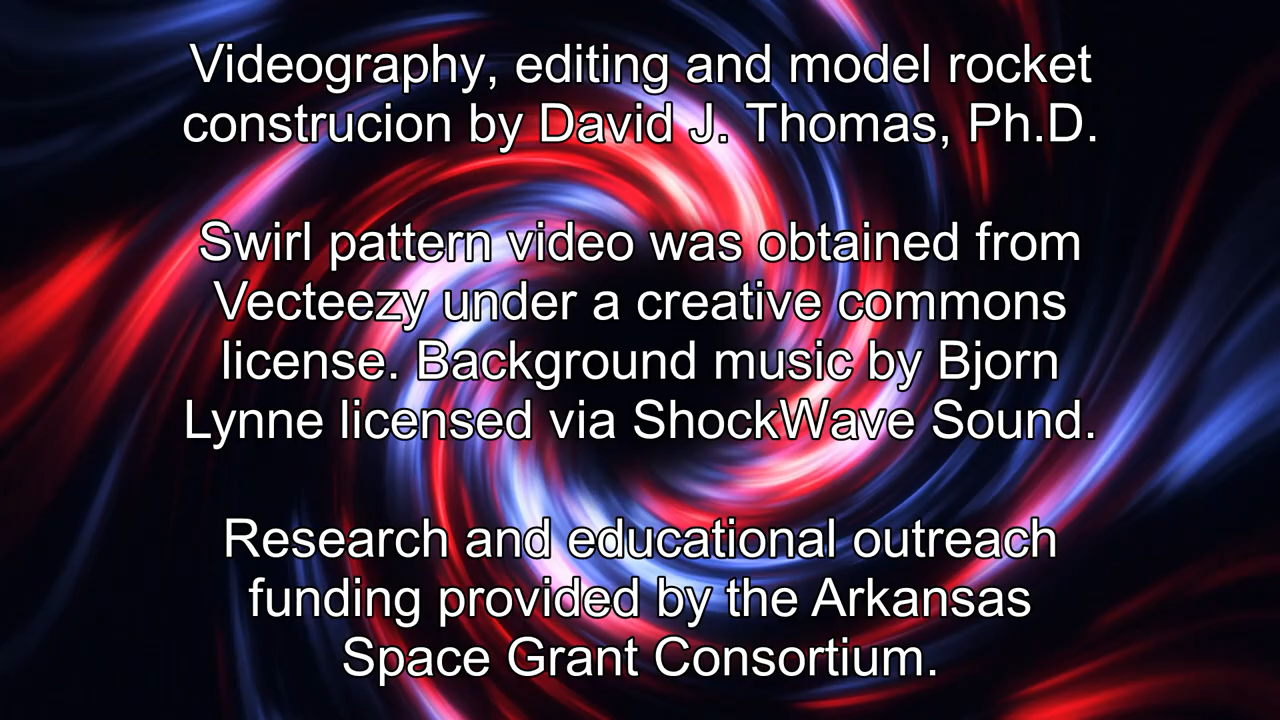 Videography, editing and model rocket
construcion by David J. Thomas, Ph.D.
Swirl pattern video was obtained from
Vecteezy under a creative commons
license. Background music by Bjorn
Lynne licensed via ShockWave Sound.
Research and educational outreach
funding provided by the Arkansas
Space Grant Consortium.